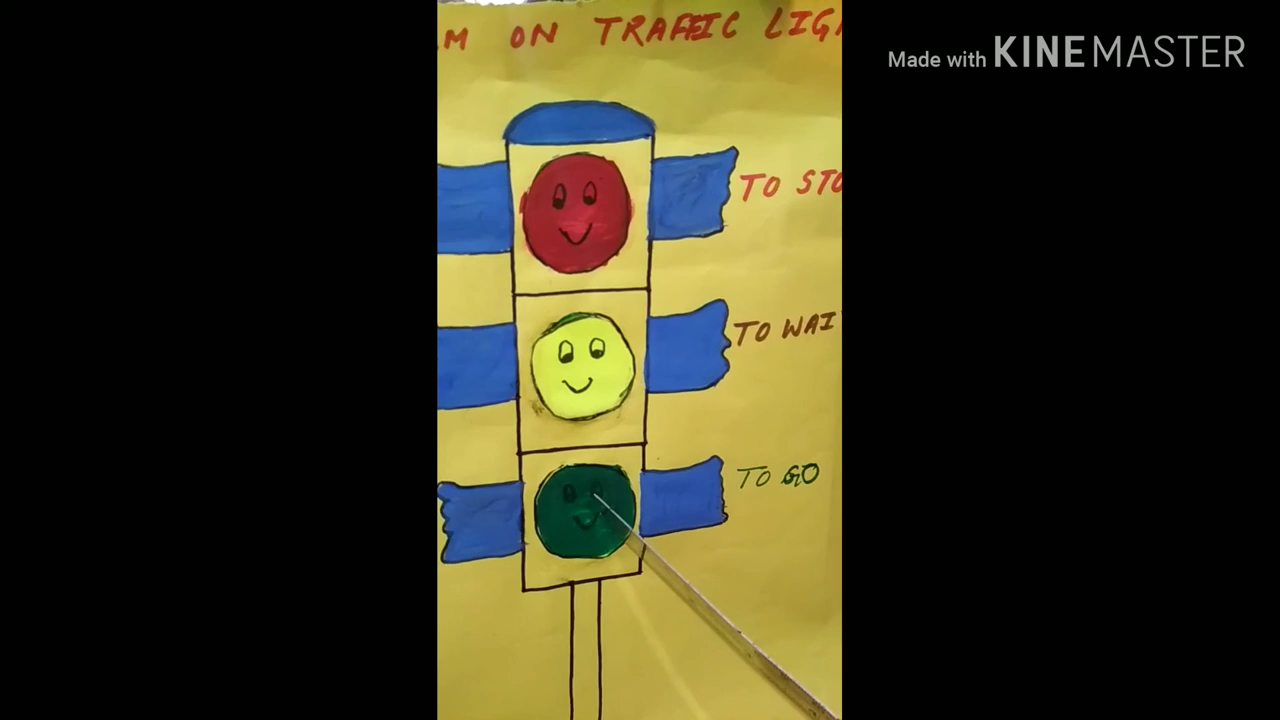 M ON TRAFFIC LIG
Made with KINEMASTER
TO STO
TO WAI
TO GO